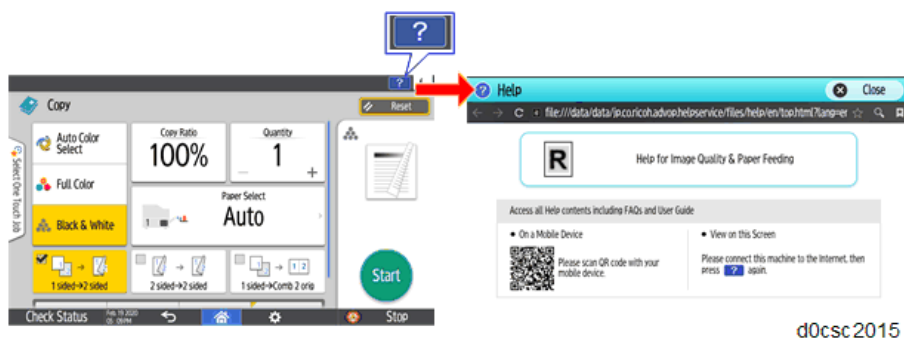 ?
?
Copy
Reset
Select One Touch Job
Auto Color
Select
Full Color
Black & White
Copy Ratio
100%
Quantity
1
− +
Paper Select
1
Auto
1 sided→2 sided
2 sided→2 sided
1 2
1 sided→Comb 2 orig
Start
Check Status
Feb. 19 2020
Stop
? Help
Close
file:///data/data/jp.co.ricoh.advop.helpservice/files/help/en/top.html?lang=er
R
Help for Image Quality & Paper Feeding
Access all Help contents including FAQs and User Guide
• On a Mobile Device
Please scan QR code with your
mobile device.
• View on this Screen
Please connect this machine to the Internet, then
press ? again.
d0csc2015